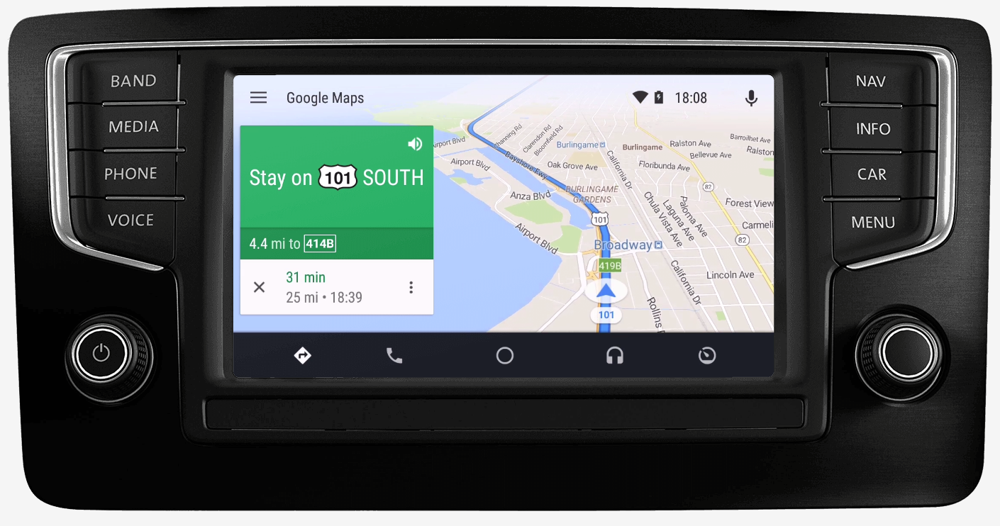 BAND
MEDIA
PHONE
VOICE
Google Maps
18:08
Stay on 101 SOUTH
4.4 mi to 414B
31 min
25 mi • 18:39
Airport Blvd
Channing Rd
Clarendon Rd
Bloomfield Rd
Burlingame
Burlingame
Ralston Ave
Bellevue Ave
Barroilhet Ave
Ralston
Airport Blvd
Bayshore Fwy
Oak Grove Ave
Floribunda Ave
California Dr
Anza Blvd
BURLINGAME
GARDENS
82
Chula Vista Ave
Laguna Ave
Paloma Ave
Forest View
101
Carmeli
Airport Blvd
Broadway
82
419B
California Dr
Lincoln Ave
Rollins
101
NAV
INFO
CAR
MENU